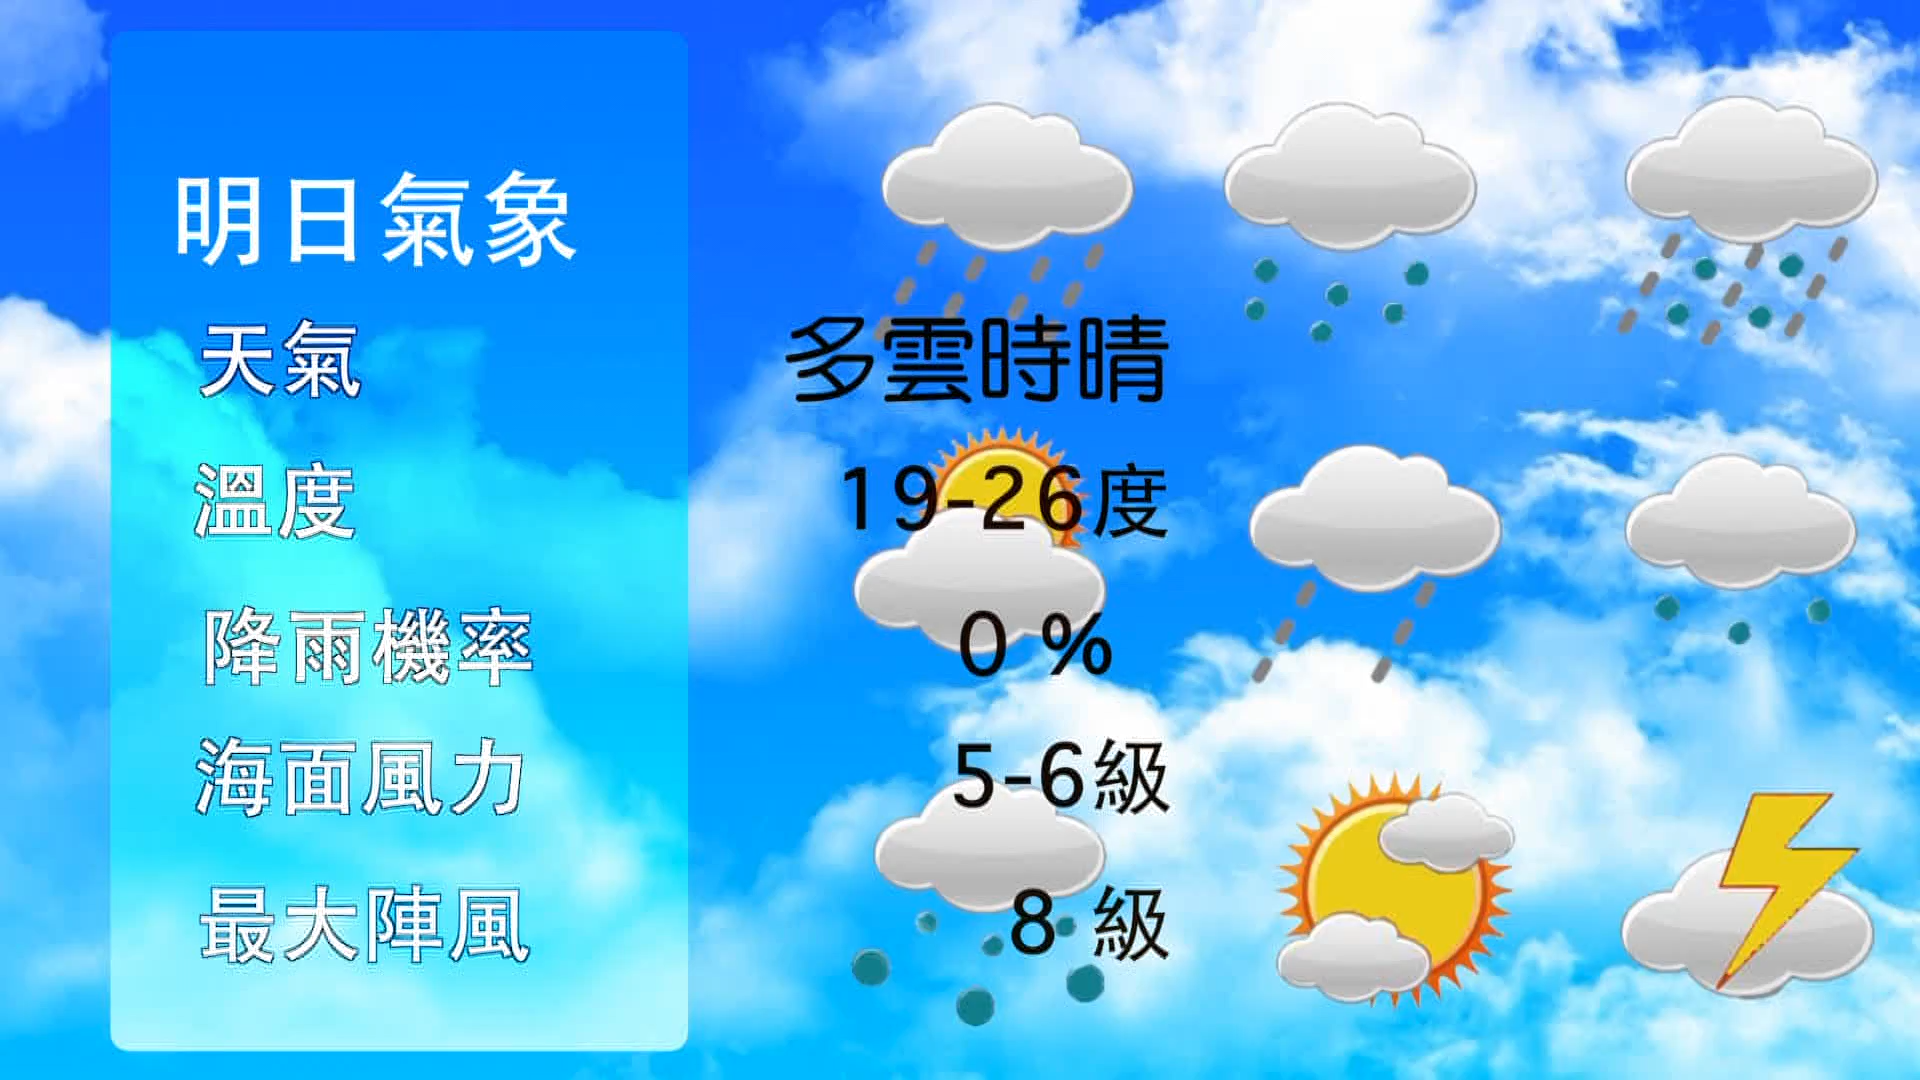 明日氣象
天氣 多雲時晴
溫度 19-26度
降雨機率 0 %
海面風力 5-6級
最大陣風 8 級